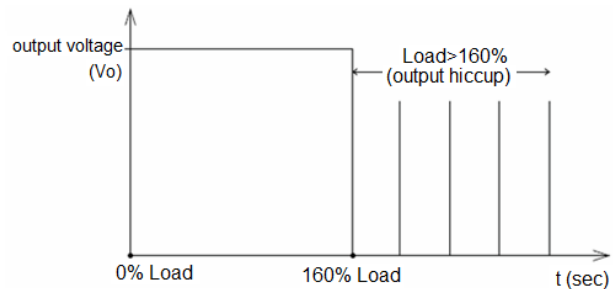 output voltage
(Vo)
Load>160%
(output hiccup)
0% Load
160% Load
t (sec)